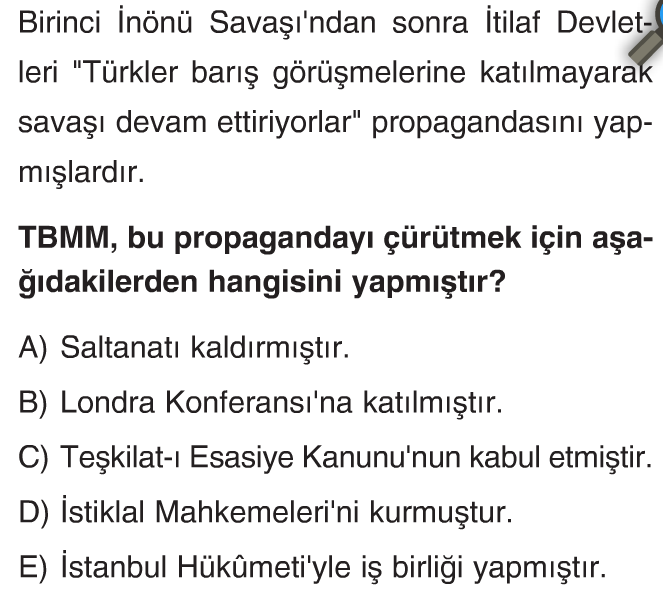 Birinci İnönü Savaşı'ndan sonra İtilaf Devlet-
leri "Türkler barış görüşmelerine katılmayarak
savaşı devam ettiriyorlar" propagandasını yap-
mışlardır.
TBMM, bu propagandayı çürütmek için aşa-
ğıdakilerden hangisini yapmıştır?
A) Saltanatı kaldırmıştır.
B) Londra Konferansı'na katılmıştır.
C) Teşkilat-ı Esasiye Kanunu'nun kabul etmiştir.
D) İstiklal Mahkemeleri'ni kurmuştur.
E) İstanbul Hükûmeti'yle iş birliği yapmıştır.